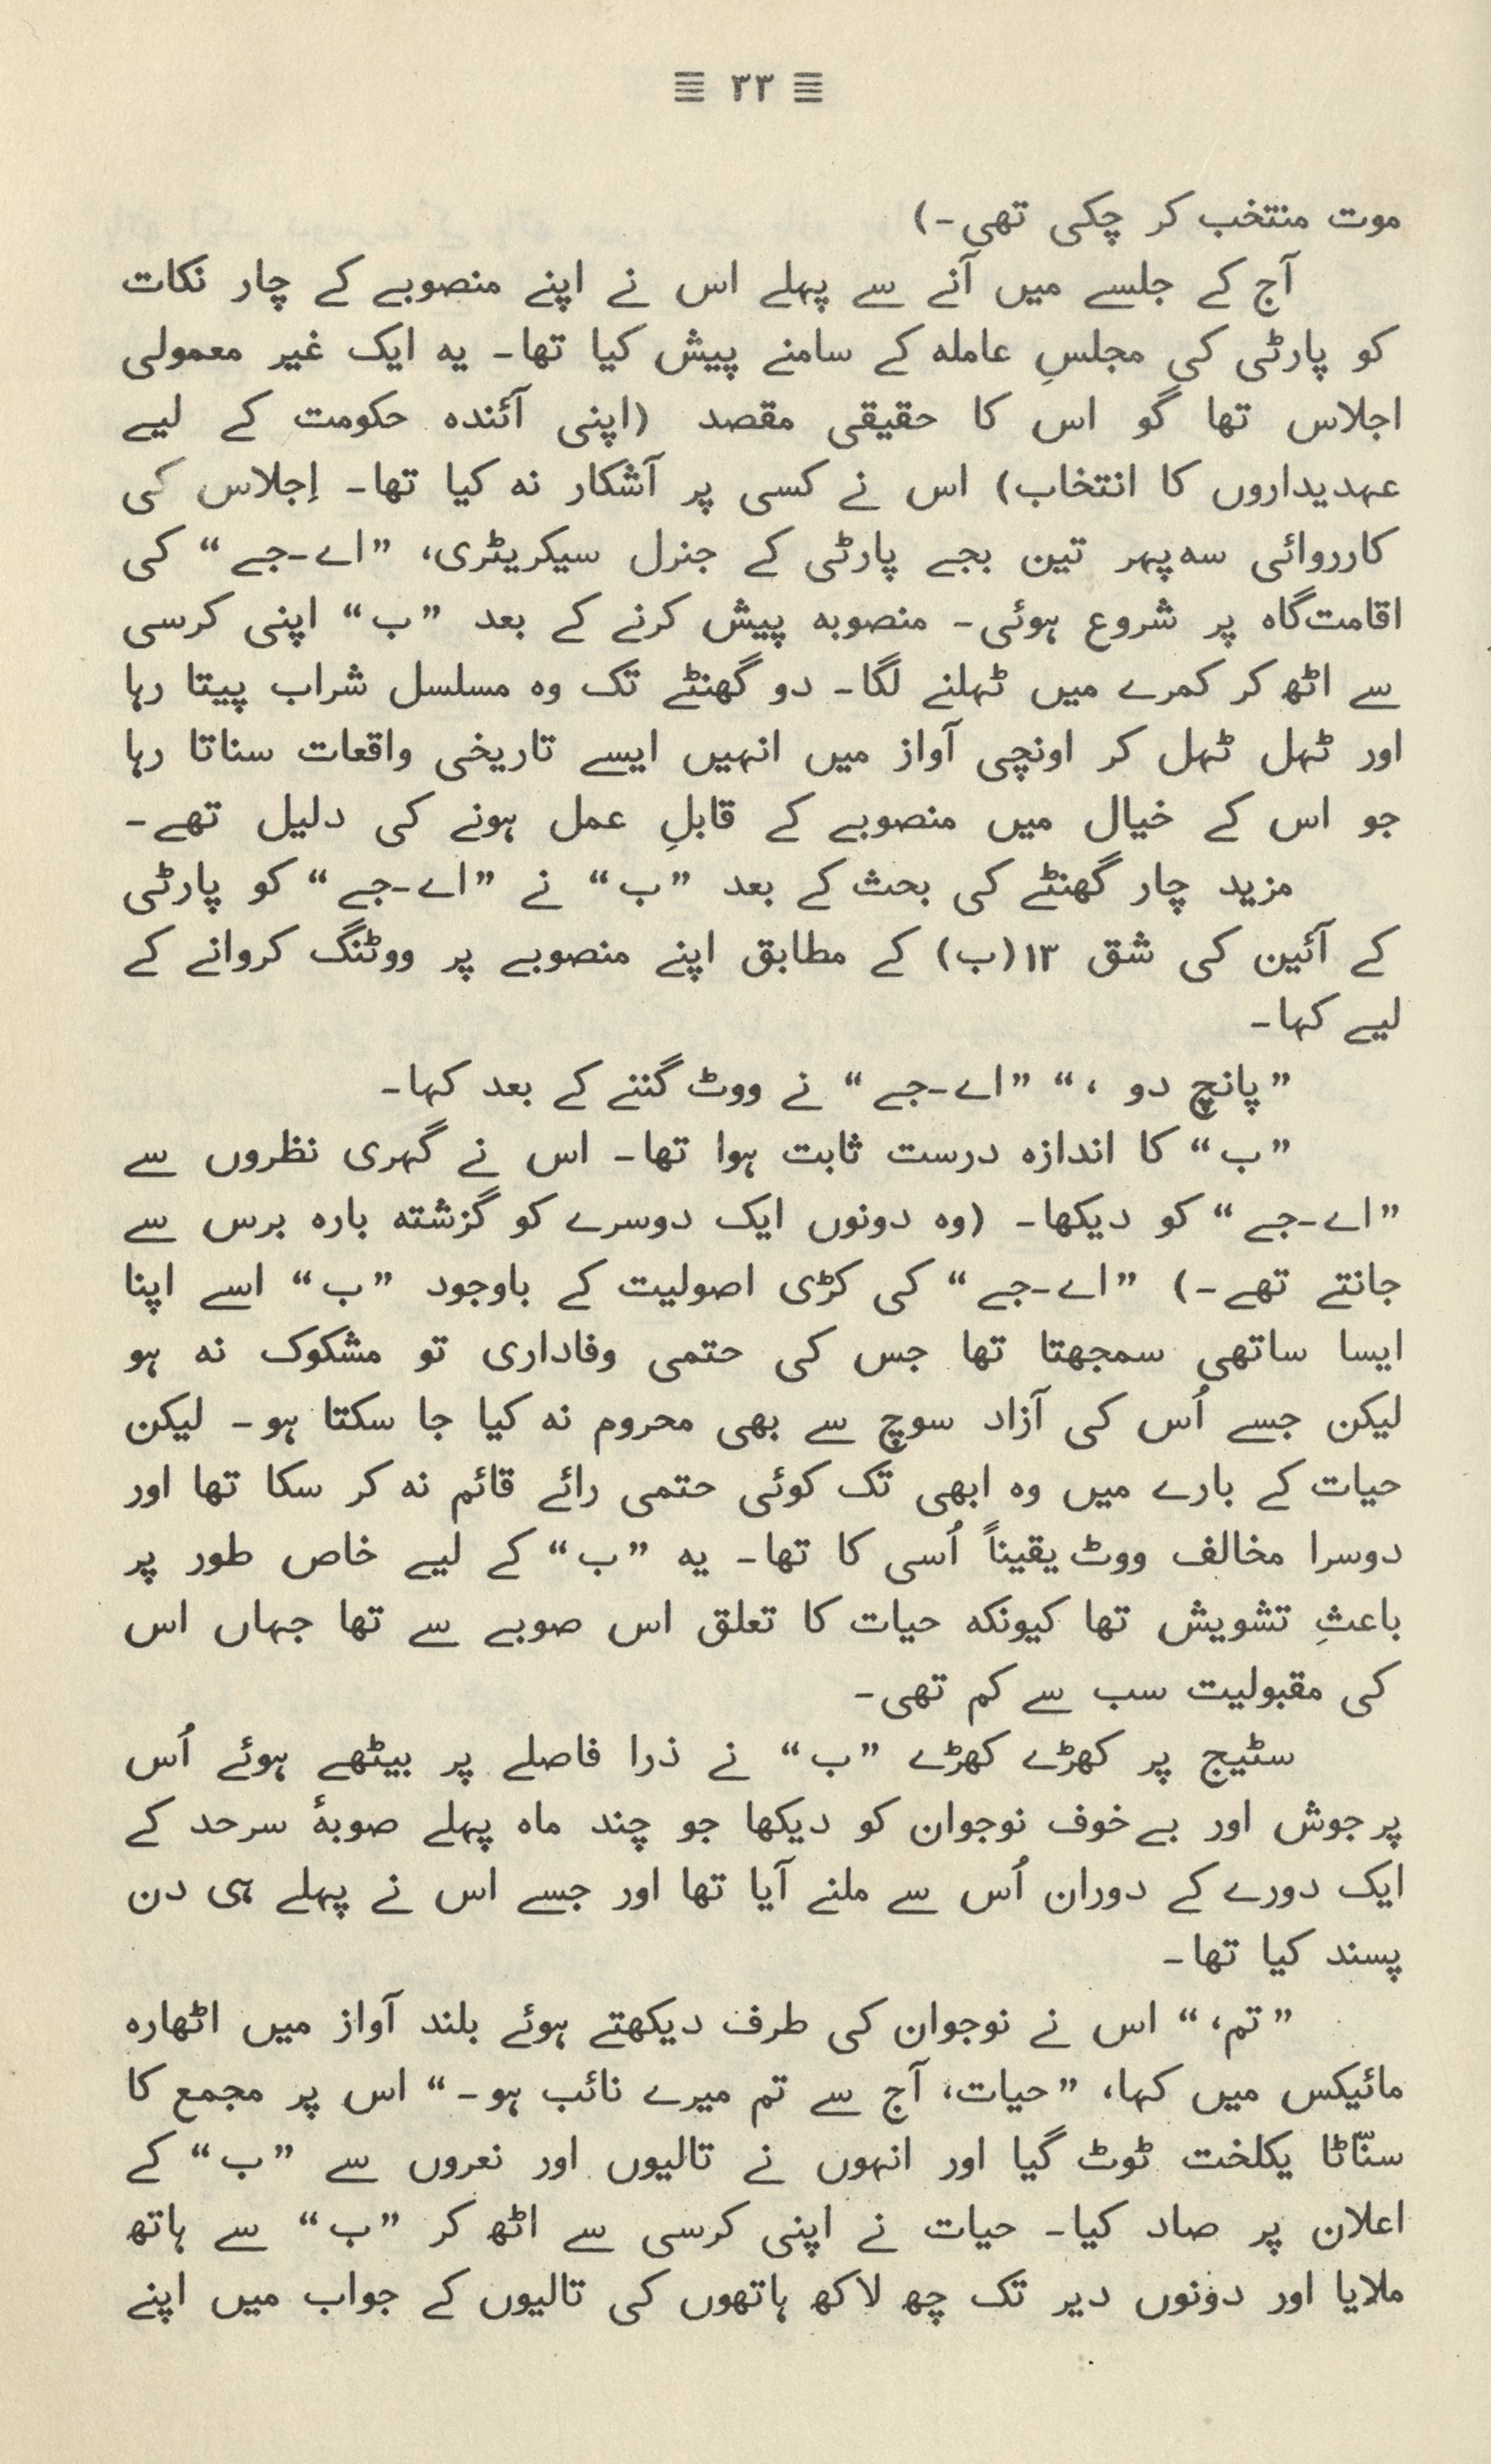 ≡ ٣٣ ≡
موت منتخب کر چکی تھی۔)
آج کے جلسے میں آنے سے پہلے اس نے اپنے منصوبے کے چار نکات
کو پارٹی کی مجلسِ عاملہ کے سامنے پیش کیا تھا۔ یہ ایک غیر معمولی
اجلاس تھا گو اس کا حقیقی مقصد (اپنی آئندہ حکومت کے لیے
عہدیداروں کا انتخاب) اس نے کسی پر آشکار نہ کیا تھا۔ اِجلاس کی
کارروائی سہ‌پہر تین بجے پارٹی کے جنرل سیکریٹری، ”اے۔جے“ کی
اقامت‌گاہ پر شروع ہوئی۔ منصوبہ پیش کرنے کے بعد ”ب“ اپنی کرسی
سے اٹھ کر کمرے میں ٹہلنے لگا۔ دو گھنٹے تک وہ مسلسل شراب پیتا رہا
اور ٹہل ٹہل کر اونچی آواز میں انہیں ایسے تاریخی واقعات سناتا رہا
جو اس کے خیال میں منصوبے کے قابلِ عمل ہونے کی دلیل تھے۔
مزید چار گھنٹے کی بحث کے بعد ”ب“ نے ”اے۔جے“ کو پارٹی
کے آئین کی شق ۱۳(ب) کے مطابق اپنے منصوبے پر ووٹنگ کروانے کے
لیے کہا۔
”پانچ دو ،“ ”اے۔جے“ نے ووٹ گننے کے بعد کہا۔
”ب“ کا اندازہ درست ثابت ہوا تھا۔ اس نے گہری نظروں سے
”اے۔جے“ کو دیکھا۔ (وہ دونوں ایک دوسرے کو گزشتہ بارہ برس سے
جانتے تھے۔) ”اے۔جے“ کی کڑی اصولیت کے باوجود ”ب“ اسے اپنا
ایسا ساتھی سمجھتا تھا جس کی حتمی وفاداری تو مشکوک نہ ہو
لیکن جسے اُس کی آزاد سوچ سے بھی محروم نہ کیا جا سکتا ہو۔ لیکن
حیات کے بارے میں وہ ابھی تک کوئی حتمی رائے قائم نہ کر سکا تھا اور
دوسرا مخالف ووٹ یقیناً اُسی کا تھا۔ یہ ”ب“ کے لیے خاص طور پر
باعثِ تشویش تھا کیونکہ حیات کا تعلق اس صوبے سے تھا جہاں اس
کی مقبولیت سب سے کم تھی۔
سٹیج پر کھڑے کھڑے ”ب“ نے ذرا فاصلے پر بیٹھے ہوئے اُس
پرجوش اور بے‌خوف نوجوان کو دیکھا جو چند ماہ پہلے صوبۂ سرحد کے
ایک دورے کے دوران اُس سے ملنے آیا تھا اور جسے اس نے پہلے ہی دن
پسند کیا تھا۔
”تم،“ اس نے نوجوان کی طرف دیکھتے ہوئے بلند آواز میں اٹھارہ
مائیکس میں کہا، ”حیات، آج سے تم میرے نائب ہو۔“ اس پر مجمع کا
سنّاٹا یکلخت ٹوٹ گیا اور انہوں نے تالیوں اور نعروں سے ”ب“ کے
اعلان پر صاد کیا۔ حیات نے اپنی کرسی سے اٹھ کر ”ب“ سے ہاتھ
ملایا اور دونوں دیر تک چھ لاکھ ہاتھوں کی تالیوں کے جواب میں اپنے